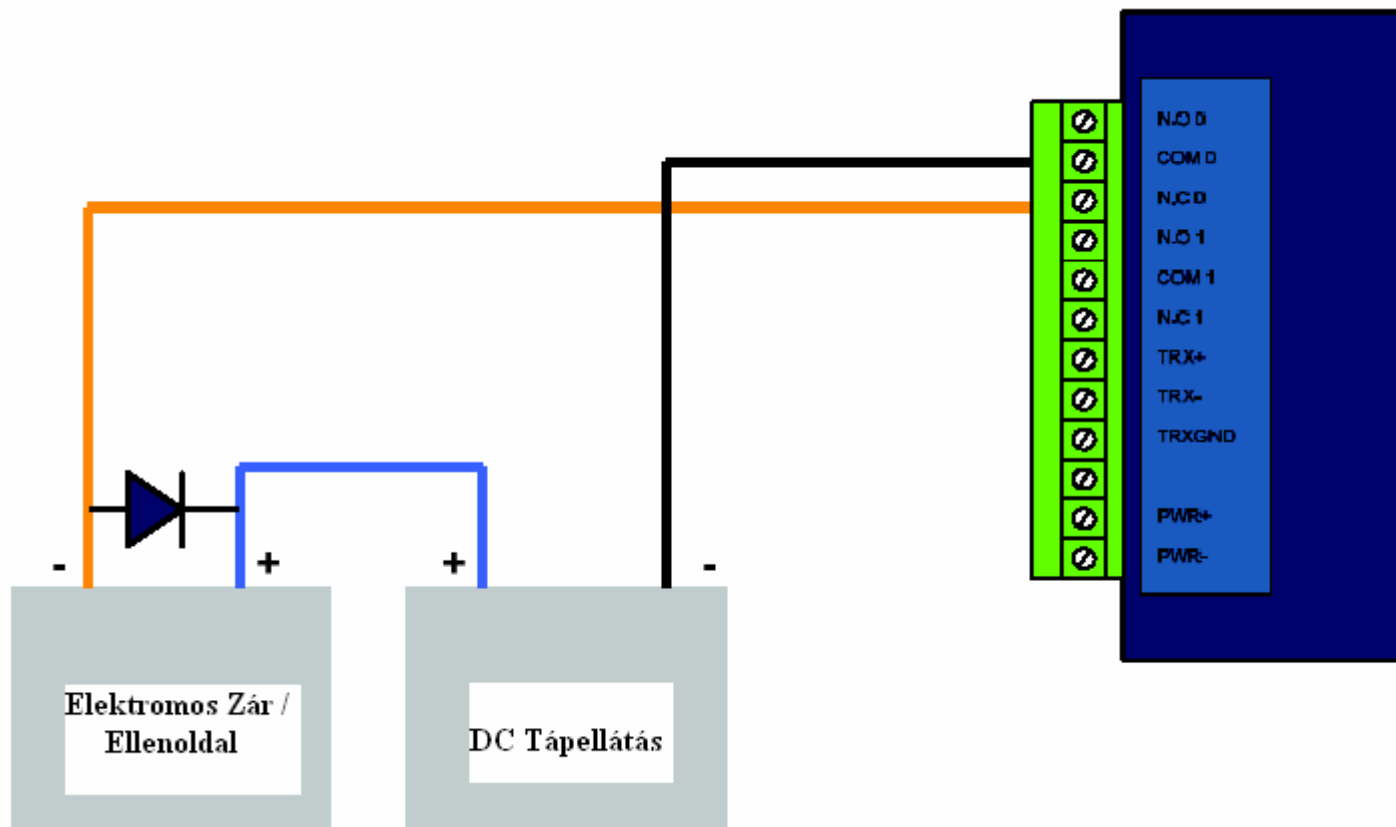 N.O 0
COM 0
N.C 0
N.O 1
COM 1
N.C 1
TRX+
TRX-
TRXGND
PWR+
PWR-
- + + -
Elektromos Zár /
Ellenoldal
DC Tápellátás